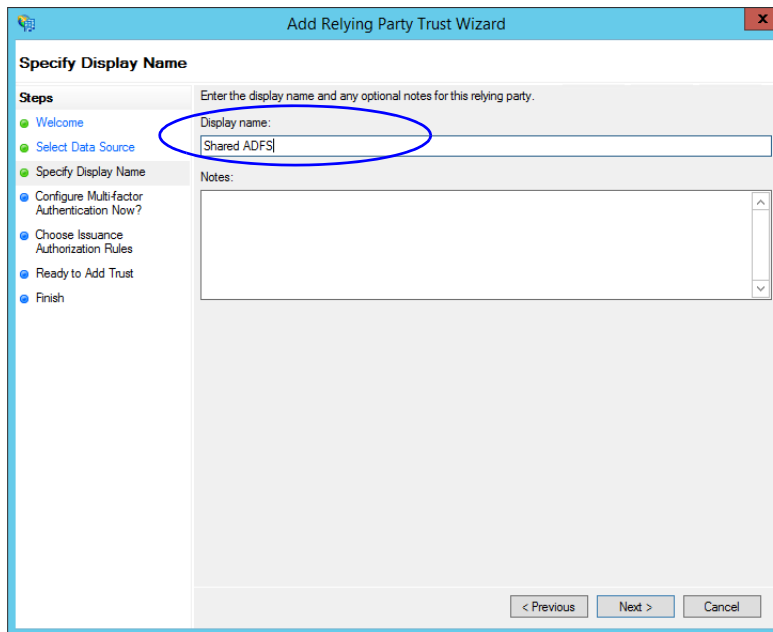 Add Relying Party Trust Wizard
x
Specify Display Name
Steps
Welcome
Select Data Source
Specify Display Name
Configure Multi-factor
Authentication Now?
Choose Issuance
Authorization Rules
Ready to Add Trust
Finish
Enter the display name and any optional notes for this relying party.
Display name:
Shared ADFS
Notes:
< Previous
Next >
Cancel